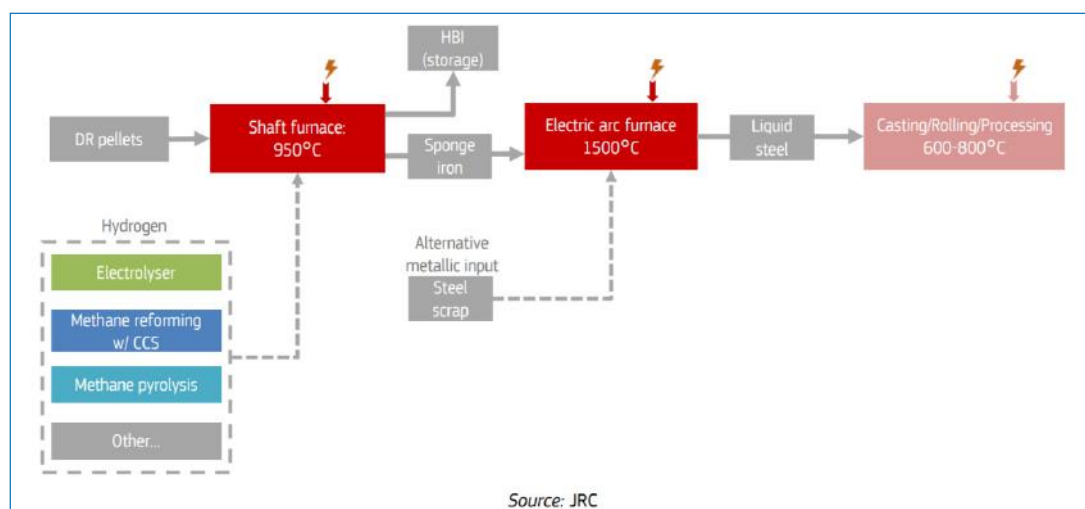 HBI
(storage)
DR pellets
Shaft furnace:
950°C
Sponge
iron
Electric arc furnace
1500°C
Liquid
steel
Casting/Rolling/Processing
600-800°C
Hydrogen
Electrolyser
Methane reforming
w/ CCS
Methane pyrolysis
Other...
Alternative
metallic input
Steel
scrap
Source: JRC